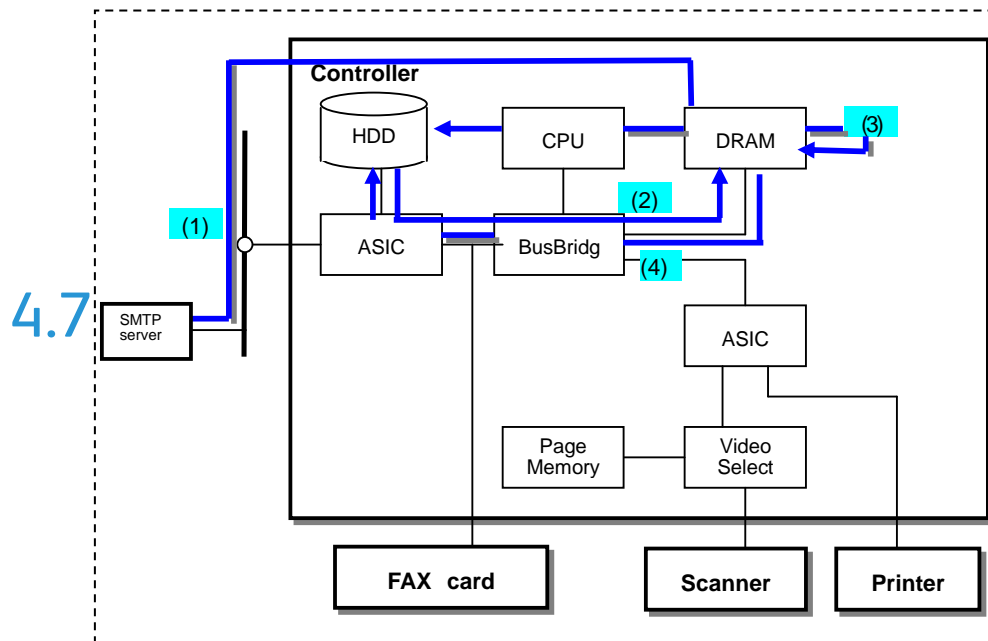 Controller
HDD
CPU
DRAM
(3)
(1)
(2)
ASIC
BusBridg
(4)
4.7
SMTP
server
ASIC
Page
Memory
Video
Select
FAX card
Scanner
Printer